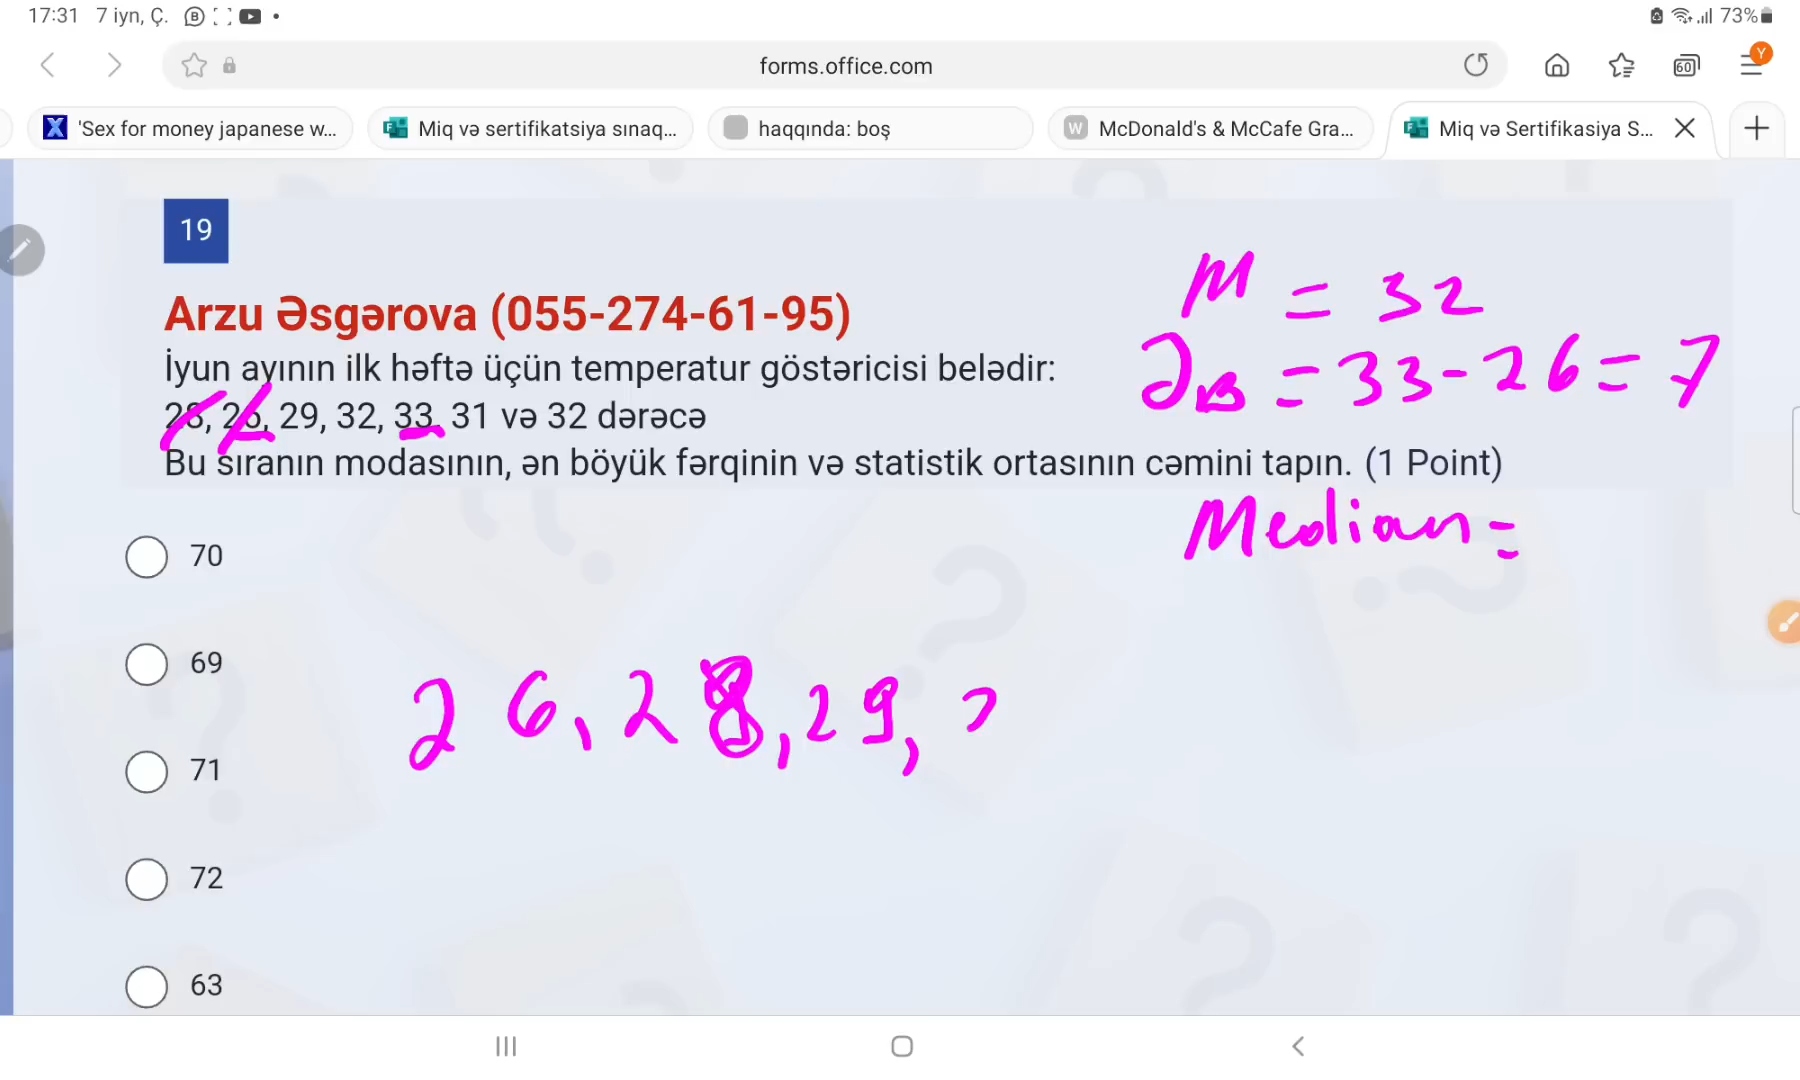 17:31 7 iyn, Ç.
73%
forms.office.com
60
Y
'Sex for money japanese w...
Miq və sertifikatsiya sınaq...
haqqında: boş
W McDonald's & McCafe Gra...
Miq və Sertifikasiya S...
19
Arzu Əsgərova (055-274-61-95)
İyun ayının ilk həftə üçün temperatur göstəricisi belədir:
28, 26, 29, 32, 33, 31 və 32 dərəcə
Bu sıranın modasının, ən böyük fərqinin və statistik ortasının cəmini tapın. (1 Point)
M = 32
ƏB = 33-26=7
Median=
70
69
71
72
63
26, 28, 29,